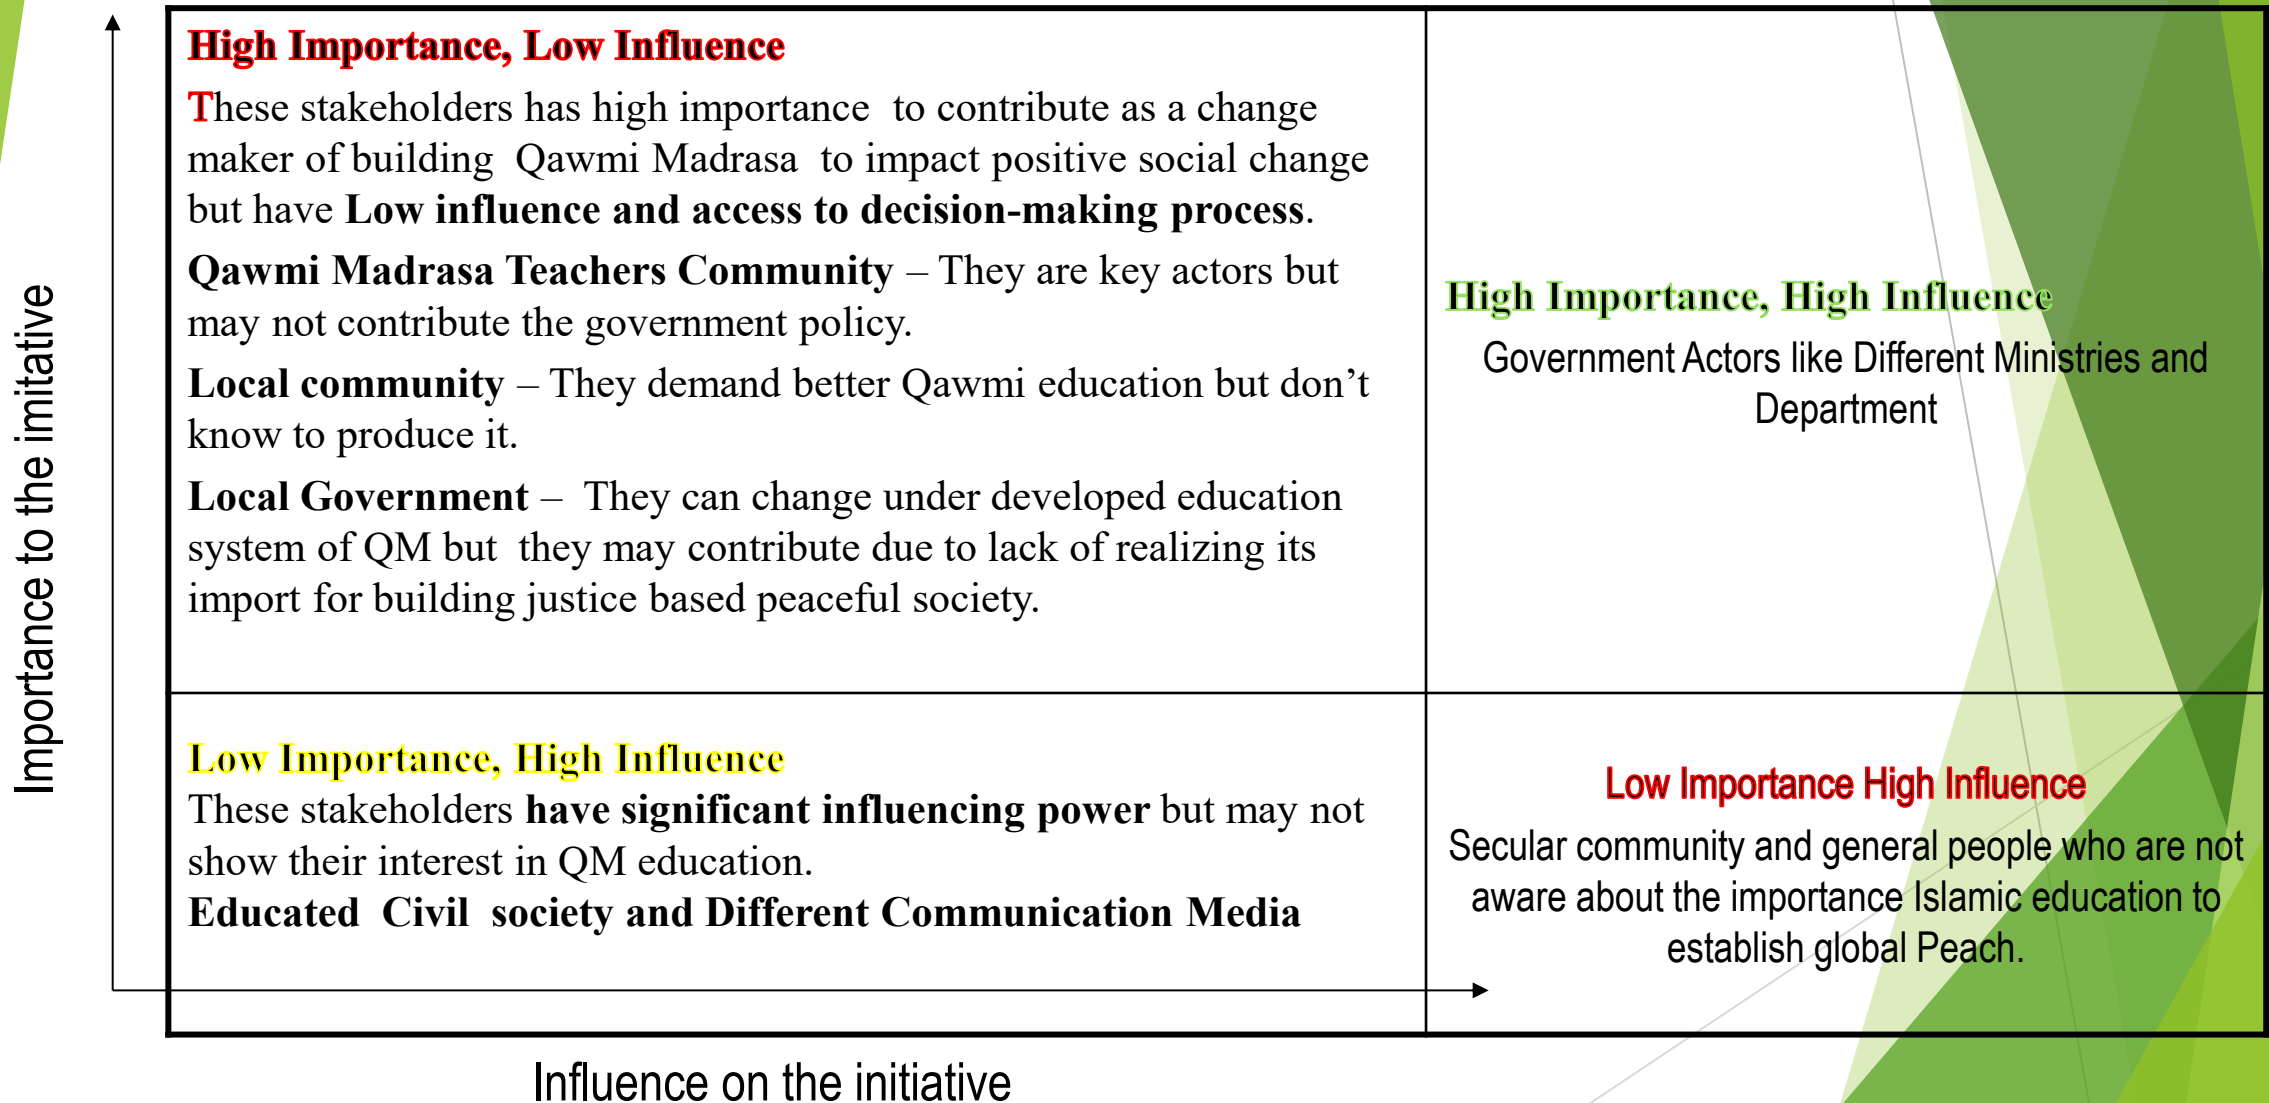 High Importance, Low Influence
These stakeholders has high importance to contribute as a change
maker of building Qawmi Madrasa to impact positive social change
but have Low influence and access to decision-making process.
Qawmi Madrasa Teachers Community – They are key actors but
may not contribute the government policy.
Local community – They demand better Qawmi education but don’t
know to produce it.
Local Government – They can change under developed education
system of QM but they may contribute due to lack of realizing its
import for building justice based peaceful society.
High Importance, High Influence
Government Actors like Different Ministries and
Department
Low Importance, High Influence
These stakeholders have significant influencing power but may not
show their interest in QM education.
Educated Civil society and Different Communication Media
Low Importance High Influence
Secular community and general people who are not
aware about the importance Islamic education to
establish global Peach.
Importance to the imitative
Influence on the initiative